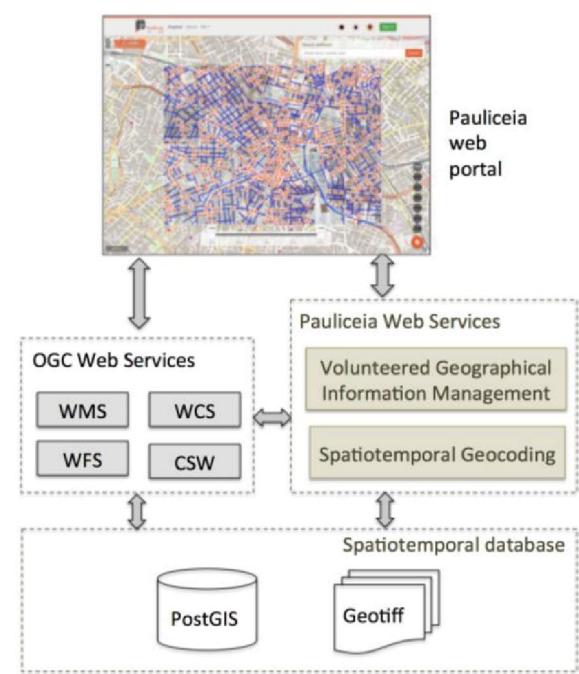 Pauliceia
web
portal
Pauliceia Web Services
OGC Web Services
Volunteered Geographical
Information Management
WMS
WCS
WFS
CSW
Spatiotemporal Geocoding
Spatiotemporal database
PostGIS
Geotiff